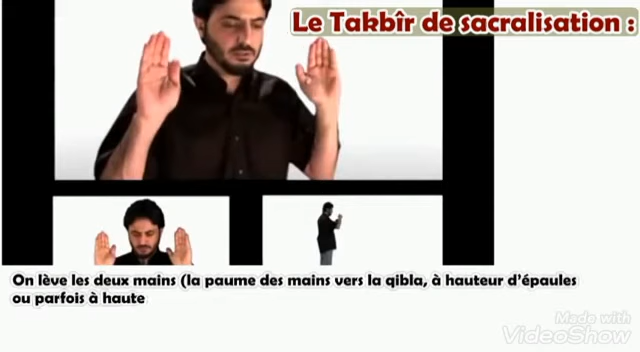 Le Takbîr de sacralisation :
On lève les deux mains (la paume des mains vers la qibla, à hauteur d'épaules
ou parfois à haute
Made with
VideoShow